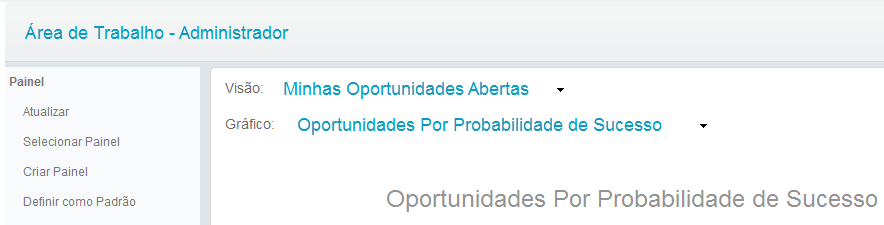 Área de Trabalho - Administrador
Painel
Atualizar
Selecionar Painel
Criar Painel
Definir como Padrão
Visão: Minhas Oportunidades Abertas
Gráfico: Oportunidades Por Probabilidade de Sucesso
Oportunidades Por Probabilidade de Sucesso